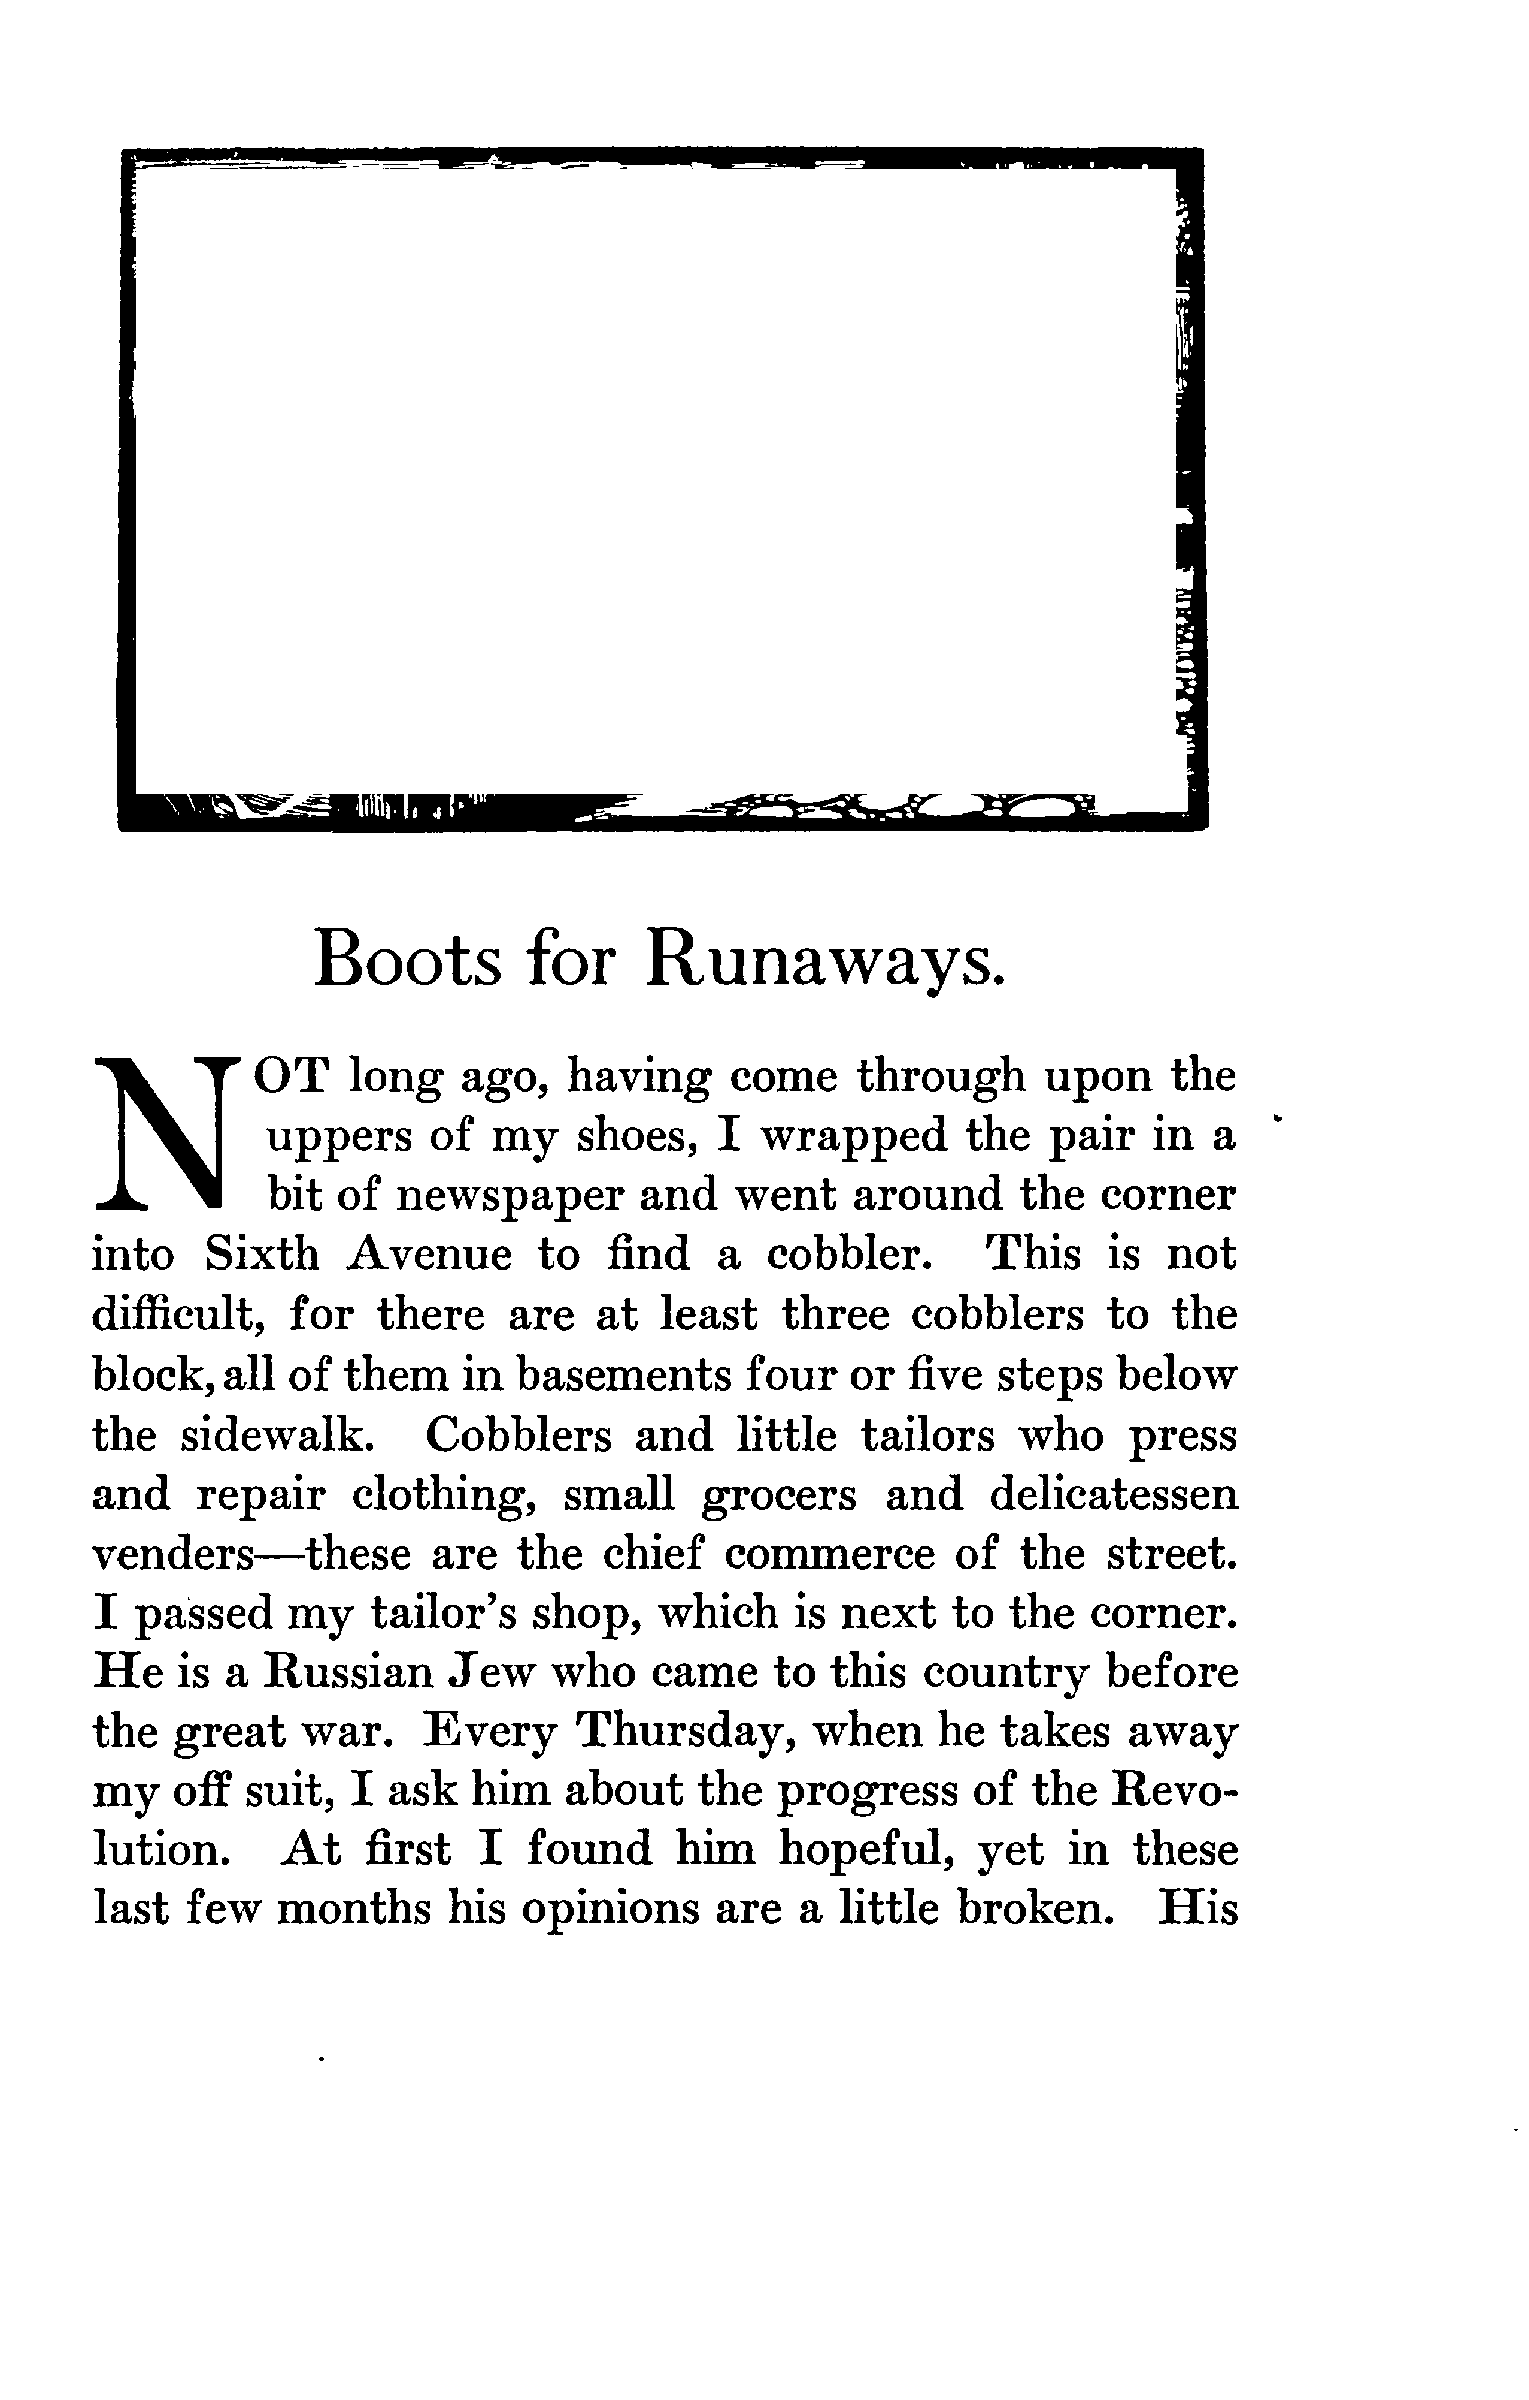 Boots for Runaways.
NOT long ago, having come through upon the
uppers of my shoes, I wrapped the pair in a
bit of newspaper and went around the corner
into Sixth Avenue to find a cobbler. This is not
difficult, for there are at least three cobblers to the
block, all of them in basements four or five steps below
the sidewalk. Cobblers and little tailors who press
and repair clothing, small grocers and delicatessen
venders—these are the chief commerce of the street.
I passed my tailor's shop, which is next to the corner.
He is a Russian Jew who came to this country before
the great war. Every Thursday, when he takes away
my off suit, I ask him about the progress of the Revo-
lution. At first I found him hopeful, yet in these
last few months his opinions are a little broken. His